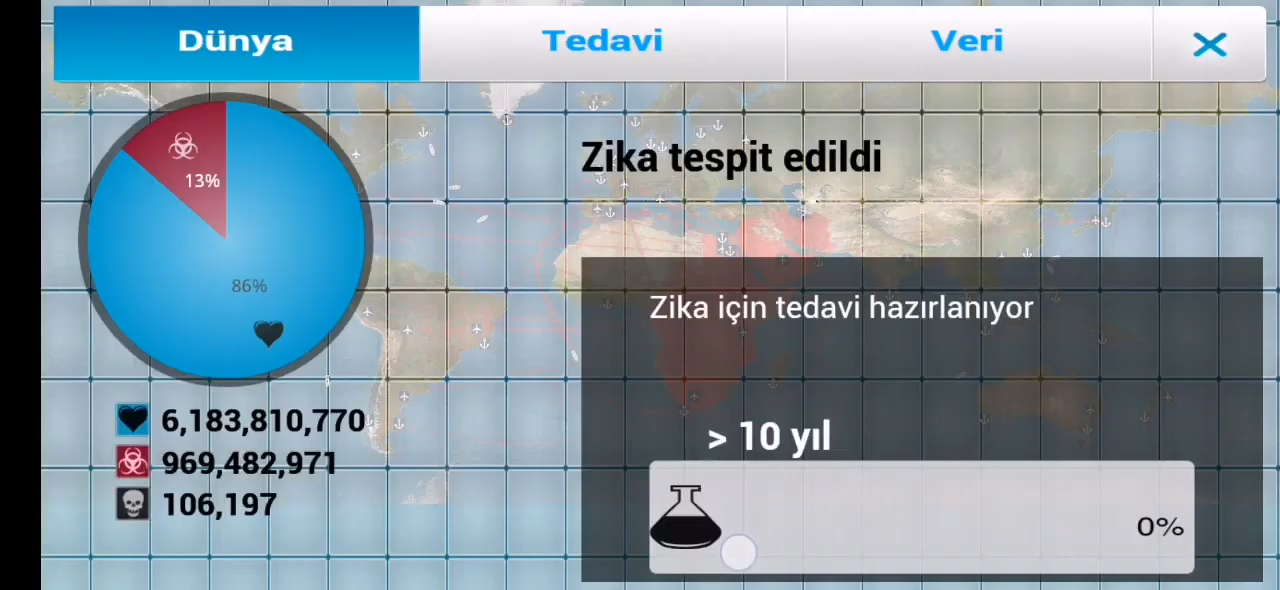 Dünya
Tedavi
Veri
13%
86%
6,183,810,770
969,482,971
106,197
Zika tespit edildi
Zika için tedavi hazırlanıyor
> 10 yıl
0%